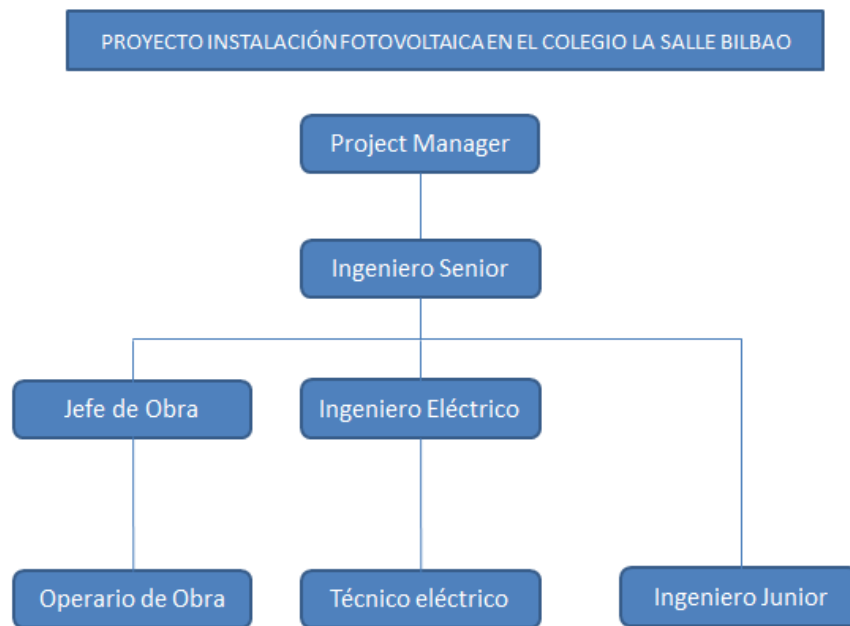 PROYECTO INSTALACIÓN FOTOVOLTAICA EN EL COLEGIO LA SALLE BILBAO
Project Manager
Ingeniero Senior
Jefe de Obra
Ingeniero Eléctrico
Operario de Obra
Técnico eléctrico
Ingeniero Junior